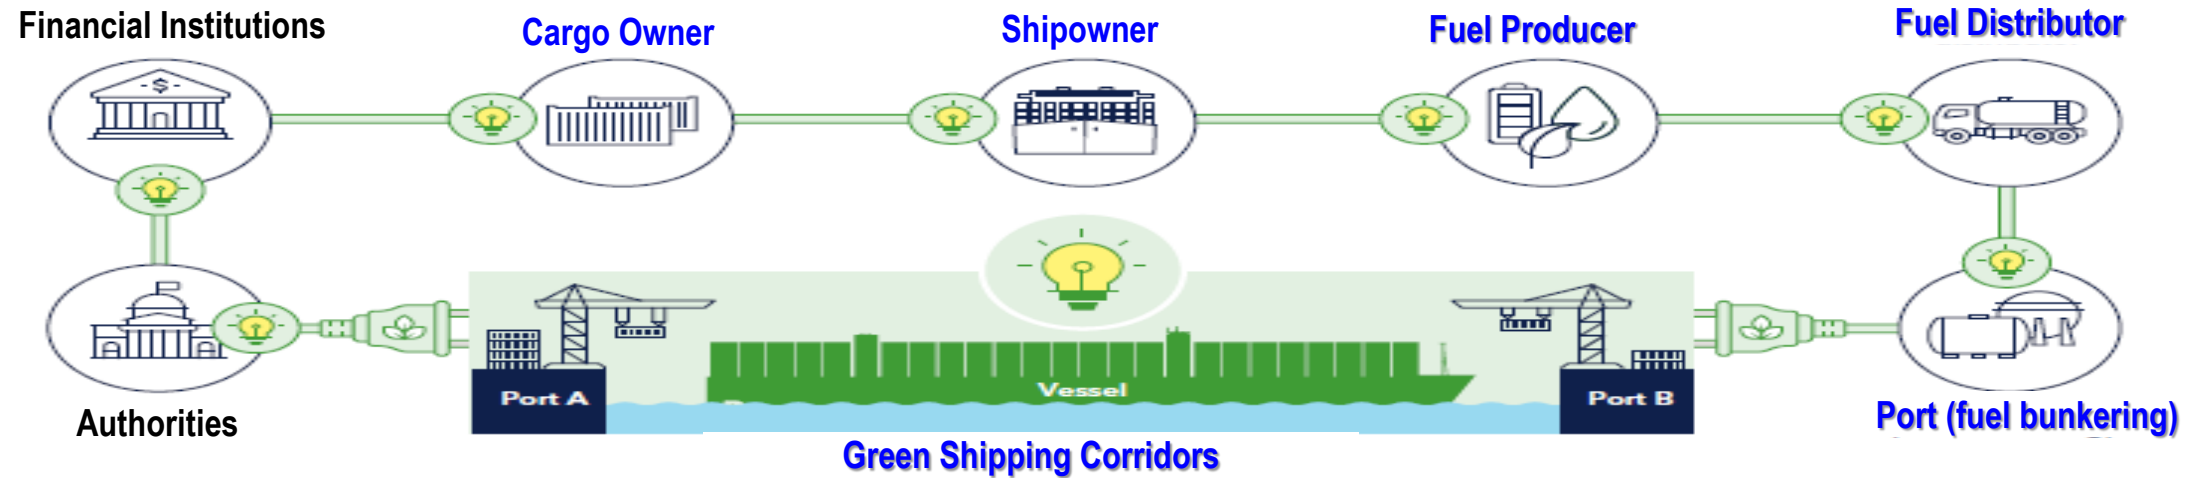 Financial Institutions
Cargo Owner
Shipowner
Fuel Producer
Fuel Distributor
$
Port A
Vessel
Port B
Authorities
Port (fuel bunkering)
Green Shipping Corridors